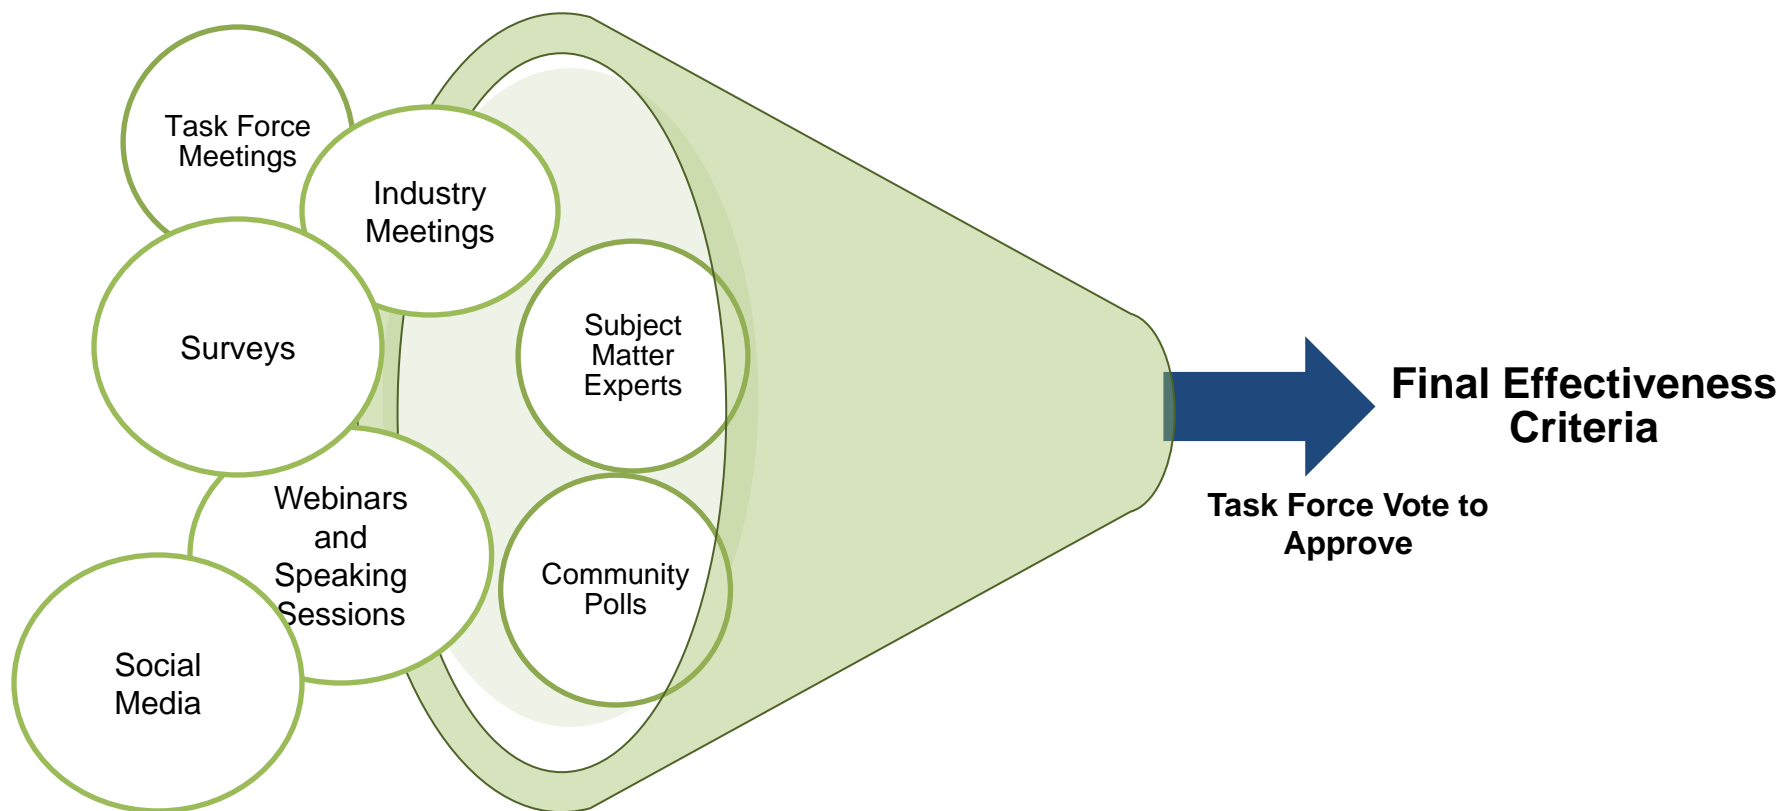 Task Force
Meetings
Industry
Meetings
Surveys
Subject
Matter
Experts
Webinars
and
Speaking
Sessions
Community
Polls
Social
Media
Final Effectiveness
Criteria
Task Force Vote to
Approve